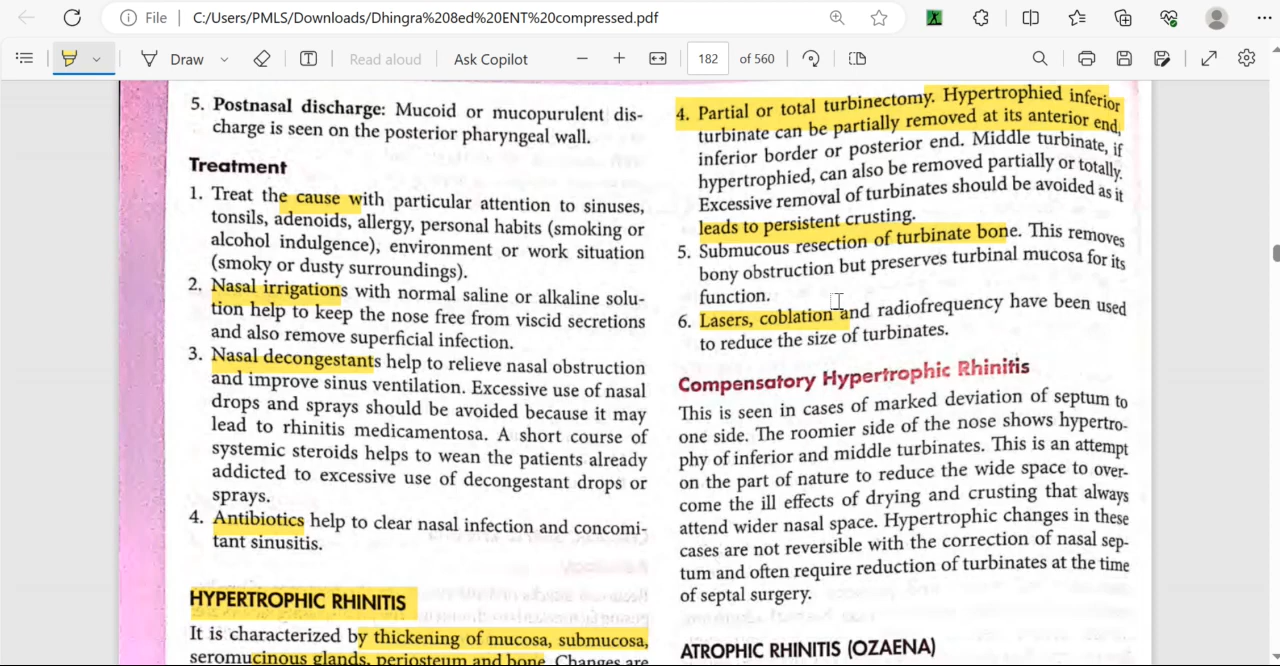 File
C:/Users/PMLS/Downloads/Dhingra%208ed%20ENT%20compressed.pdf
Draw
Read aloud
Ask Copilot
182
of 560
5. Postnasal discharge: Mucoid or mucopurulent dis-
charge is seen on the posterior pharyngeal wall.
Treatment
1. Treat the cause with particular attention to sinuses,
tonsils, adenoids, allergy, personal habits (smoking or
alcohol indulgence), environment or work situation
(smoky or dusty surroundings).
2. Nasal irrigations with normal saline or alkaline solu-
tion help to keep the nose free from viscid secretions
and also remove superficial infection.
3. Nasal decongestants help to relieve nasal obstruction
and improve sinus ventilation. Excessive use of nasal
drops and sprays should be avoided because it may
lead to rhinitis medicamentosa. A short course of
systemic steroids helps to wean the patients already
addicted to excessive use of decongestant drops or
sprays.
4. Antibiotics help to clear nasal infection and concomi-
tant sinusitis.
HYPERTROPHIC RHINITIS
It is characterized by thickening of mucosa, submucosa,
seromucinous glands, periosteum and bone. Changes are
4. Partial or total turbinectomy. Hypertrophied inferior
turbinate can be partially removed at its anterior end,
inferior border or posterior end. Middle turbinate, if
hypertrophied, can also be removed partially or totally.
Excessive removal of turbinates should be avoided as it
leads to persistent crusting.
5. Submucous resection of turbinate bone. This removes
bony obstruction but preserves turbinal mucosa for its
function.
6. Lasers, coblation and radiofrequency have been used
to reduce the size of turbinates.
Compensatory Hypertrophic Rhinitis
This is seen in cases of marked deviation of septum to
one side. The roomier side of the nose shows hypertro-
phy of inferior and middle turbinates. This is an attempt
on the part of nature to reduce the wide space to over-
come the ill effects of drying and crusting that always
attend wider nasal space. Hypertrophic changes in these
cases are not reversible with the correction of nasal sep-
tum and often require reduction of turbinates at the time
of septal surgery.
ATROPHIC RHINITIS (OZAENA)